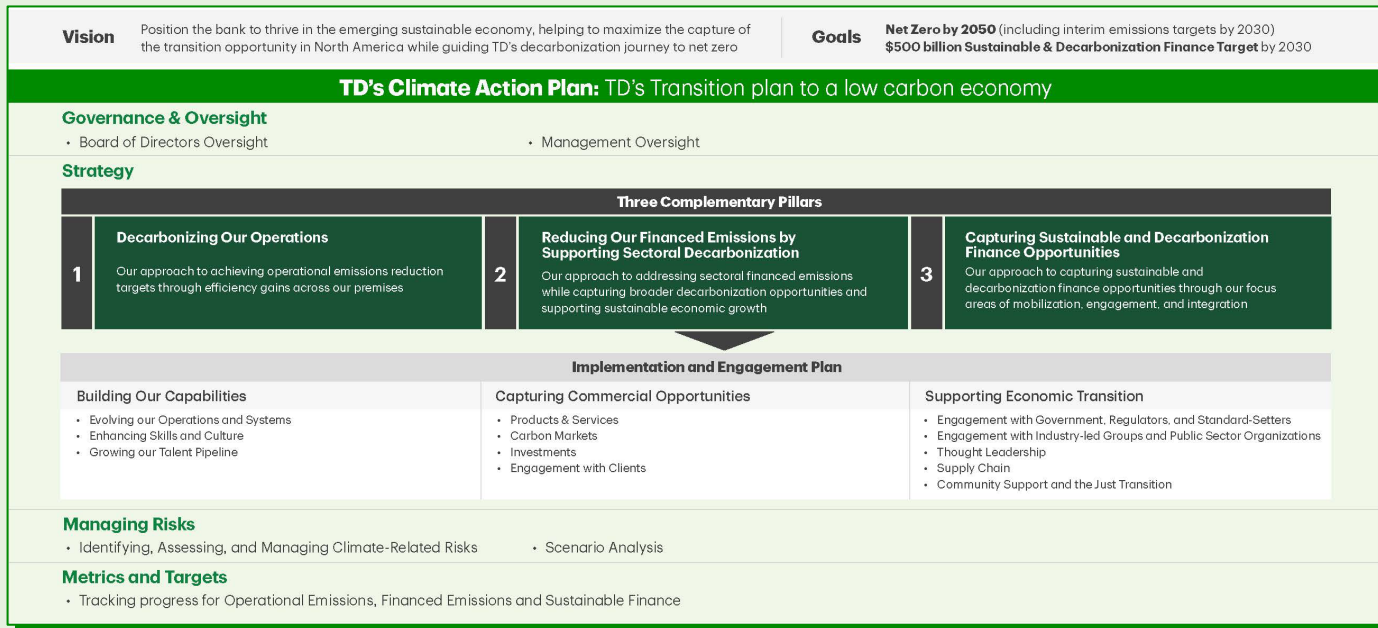 Vision
Position the bank to thrive in the emerging sustainable economy, helping to maximize the capture of
the transition opportunity in North America while guiding TD's decarbonization journey to net zero
Goals
Net Zero by 2050 (including interim emissions targets by 2030)
$500 billion Sustainable & Decarbonization Finance Target by 2030
TD's Climate Action Plan: TD's Transition plan to a low carbon economy
Governance & Oversight
• Board of Directors Oversight
• Management Oversight
Strategy
Three Complementary Pillars
1
Decarbonizing Our Operations
Our approach to achieving operational emissions reduction
targets through efficiency gains across our premises
2
Reducing Our Financed Emissions by
Supporting Sectoral Decarbonization
Our approach to addressing sectoral financed emissions
while capturing broader decarbonization opportunities and
supporting sustainable economic growth
3
Capturing Sustainable and Decarbonization
Finance Opportunities
Our approach to capturing sustainable and
decarbonization finance opportunities through our focus
areas of mobilization, engagement, and integration
Implementation and Engagement Plan
Building Our Capabilities
• Evolving our Operations and Systems
• Enhancing Skills and Culture
• Growing our Talent Pipeline
Capturing Commercial Opportunities
• Products & Services
• Carbon Markets
• Investments
• Engagement with Clients
Supporting Economic Transition
• Engagement with Government, Regulators, and Standard-Setters
• Engagement with Industry-led Groups and Public Sector Organizations
• Thought Leadership
• Supply Chain
• Community Support and the Just Transition
Managing Risks
• Identifying, Assessing, and Managing Climate-Related Risks
• Scenario Analysis
Metrics and Targets
• Tracking progress for Operational Emissions, Financed Emissions and Sustainable Finance